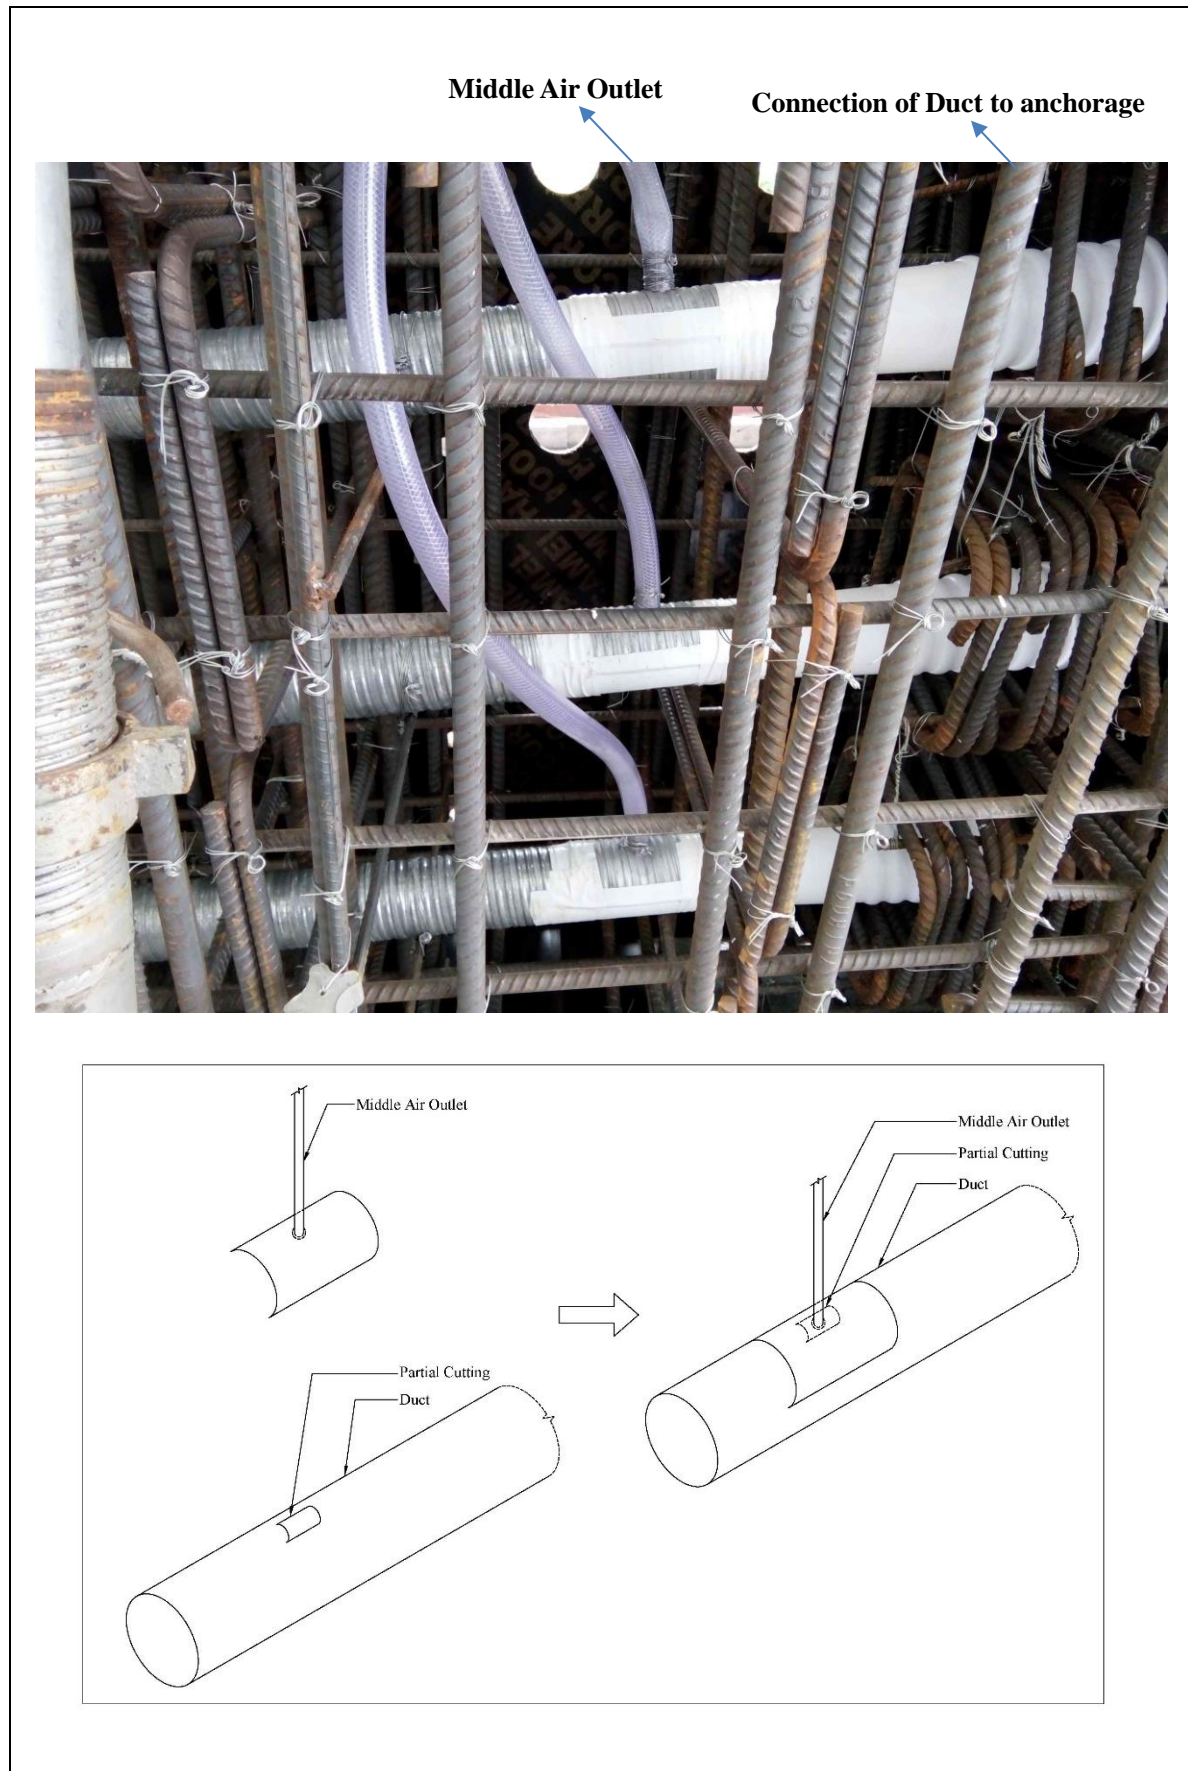 Middle Air Outlet
Connection of Duct to anchorage
20
Middle Air Outlet
Middle Air Outlet
Partial Cutting
Duct
Partial Cutting
Duct